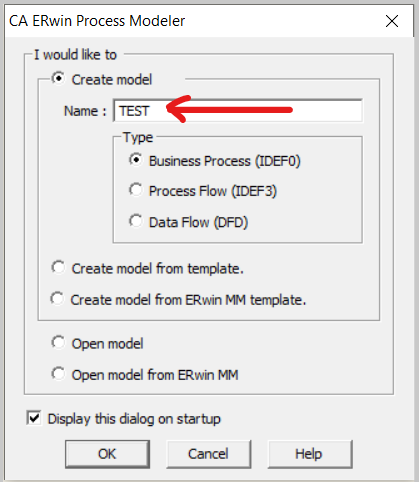 CA ERwin Process Modeler
I would like to
Create model
Name : TEST
Type
Business Process (IDEF0)
Process Flow (IDEF3)
Data Flow (DFD)
Create model from template.
Create model from ERwin MM template.
Open model
Open model from ERwin MM
Display this dialog on startup
OK Cancel Help